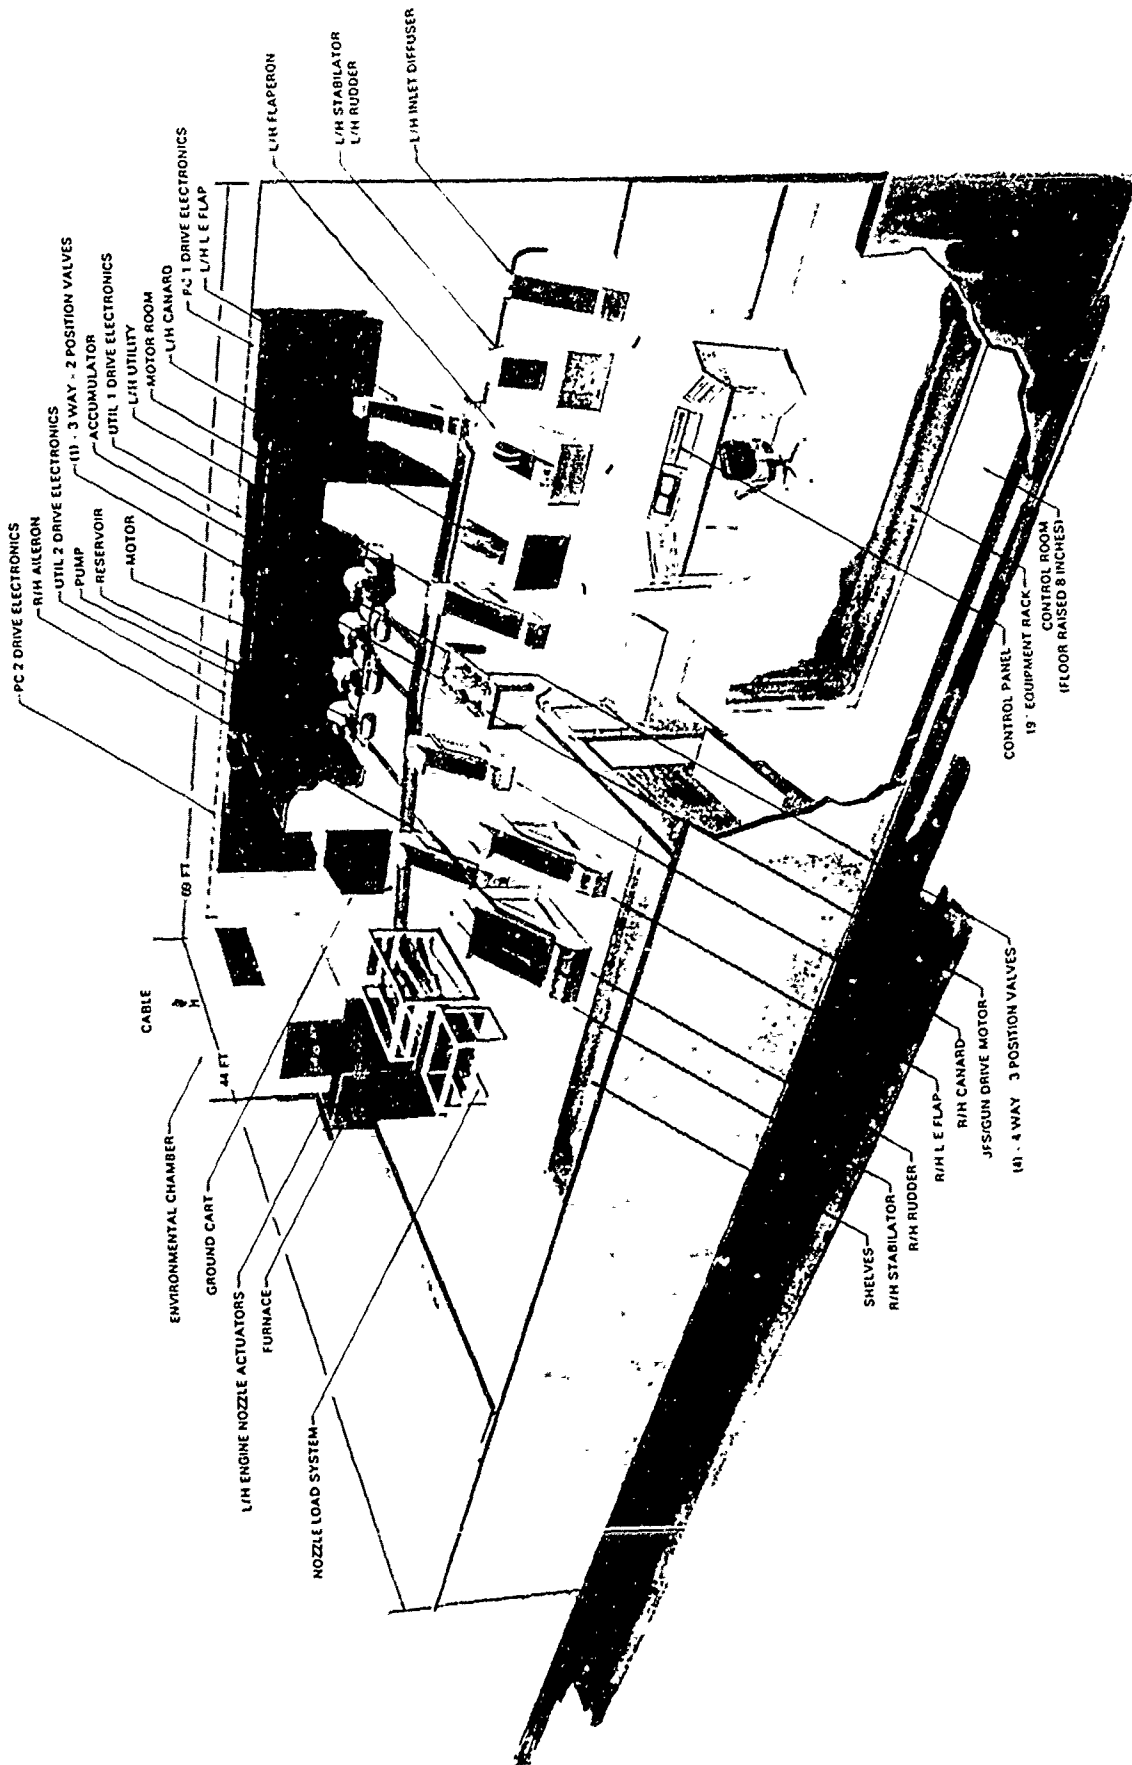 PC 2 DRIVE ELECTRONICS
R/H AILERON
UTIL 2 DRIVE ELECTRONICS
PUMP
RESERVOIR
MOTOR
(1) - 3 WAY - 2 POSITION VALVES
ACCUMULATOR
UTIL 1 DRIVE ELECTRONICS
L/H UTILITY
MOTOR ROOM
L/H CANARD
PC 1 DRIVE ELECTRONICS
L/H L E FLAP
L/H FLAPERON
L/H STABILATOR
L/H RUDDER
L/H INLET DIFFUSER
69 FT
CABLE
44 FT
ENVIRONMENTAL CHAMBER
GROUND CART
L/H ENGINE NOZZLE ACTUATORS
FURNACE
NOZZLE LOAD SYSTEM
SHELVES
R/H STABILATOR
R/H RUDDER
R/H L E FLAP
R/H CANARD
JFS/GUN DRIVE MOTOR
(4) - 4 WAY 3 POSITION VALVES
CONTROL PANEL
19" EQUIPMENT RACK
CONTROL ROOM
(FLOOR RAISED 8 INCHES)